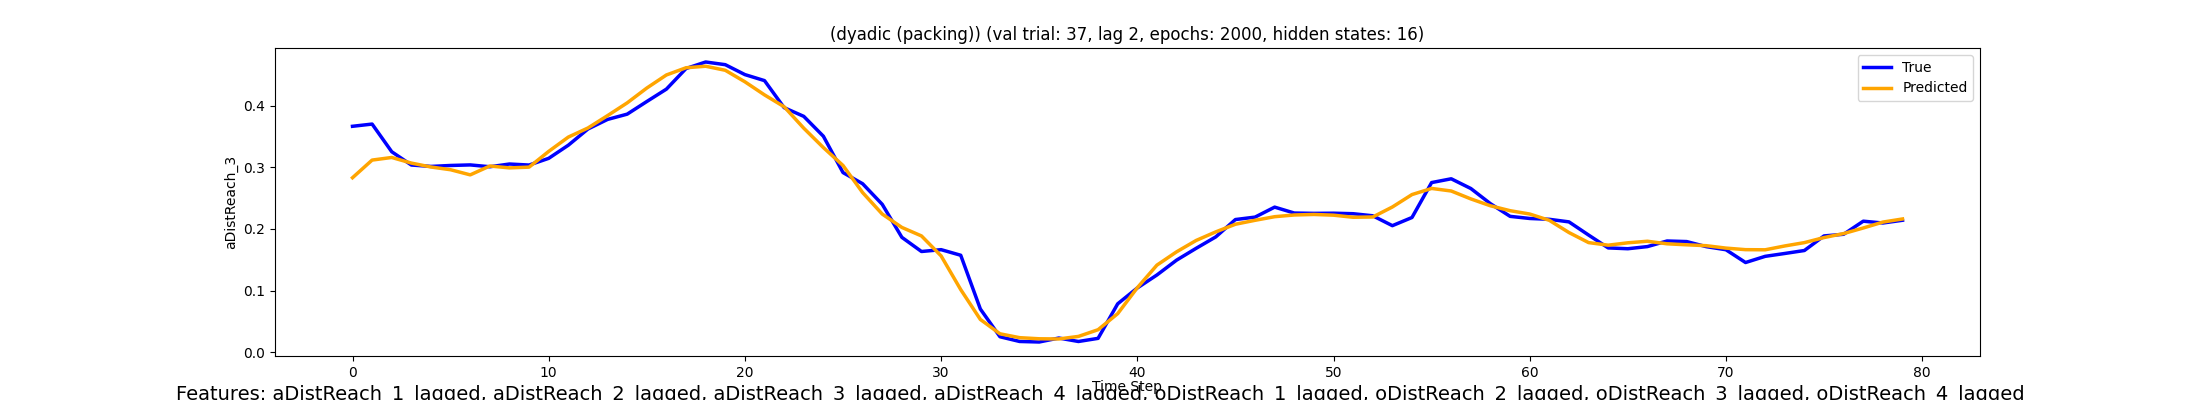 (dyadic (packing)) (val trial: 37, lag 2, epochs: 2000, hidden states: 16)
True
Predicted
aDistReach_3
0.4
0.3
0.2
0.1
0.0
0 10 20 30 40 50 60 70 80
Time Step
Features: aDistReach_1_lagged, aDistReach_2_lagged, aDistReach_3_lagged, aDistReach_4_lagged, oDistReach_1_lagged, oDistReach_2_lagged, oDistReach_3_lagged, oDistReach_4_lagged